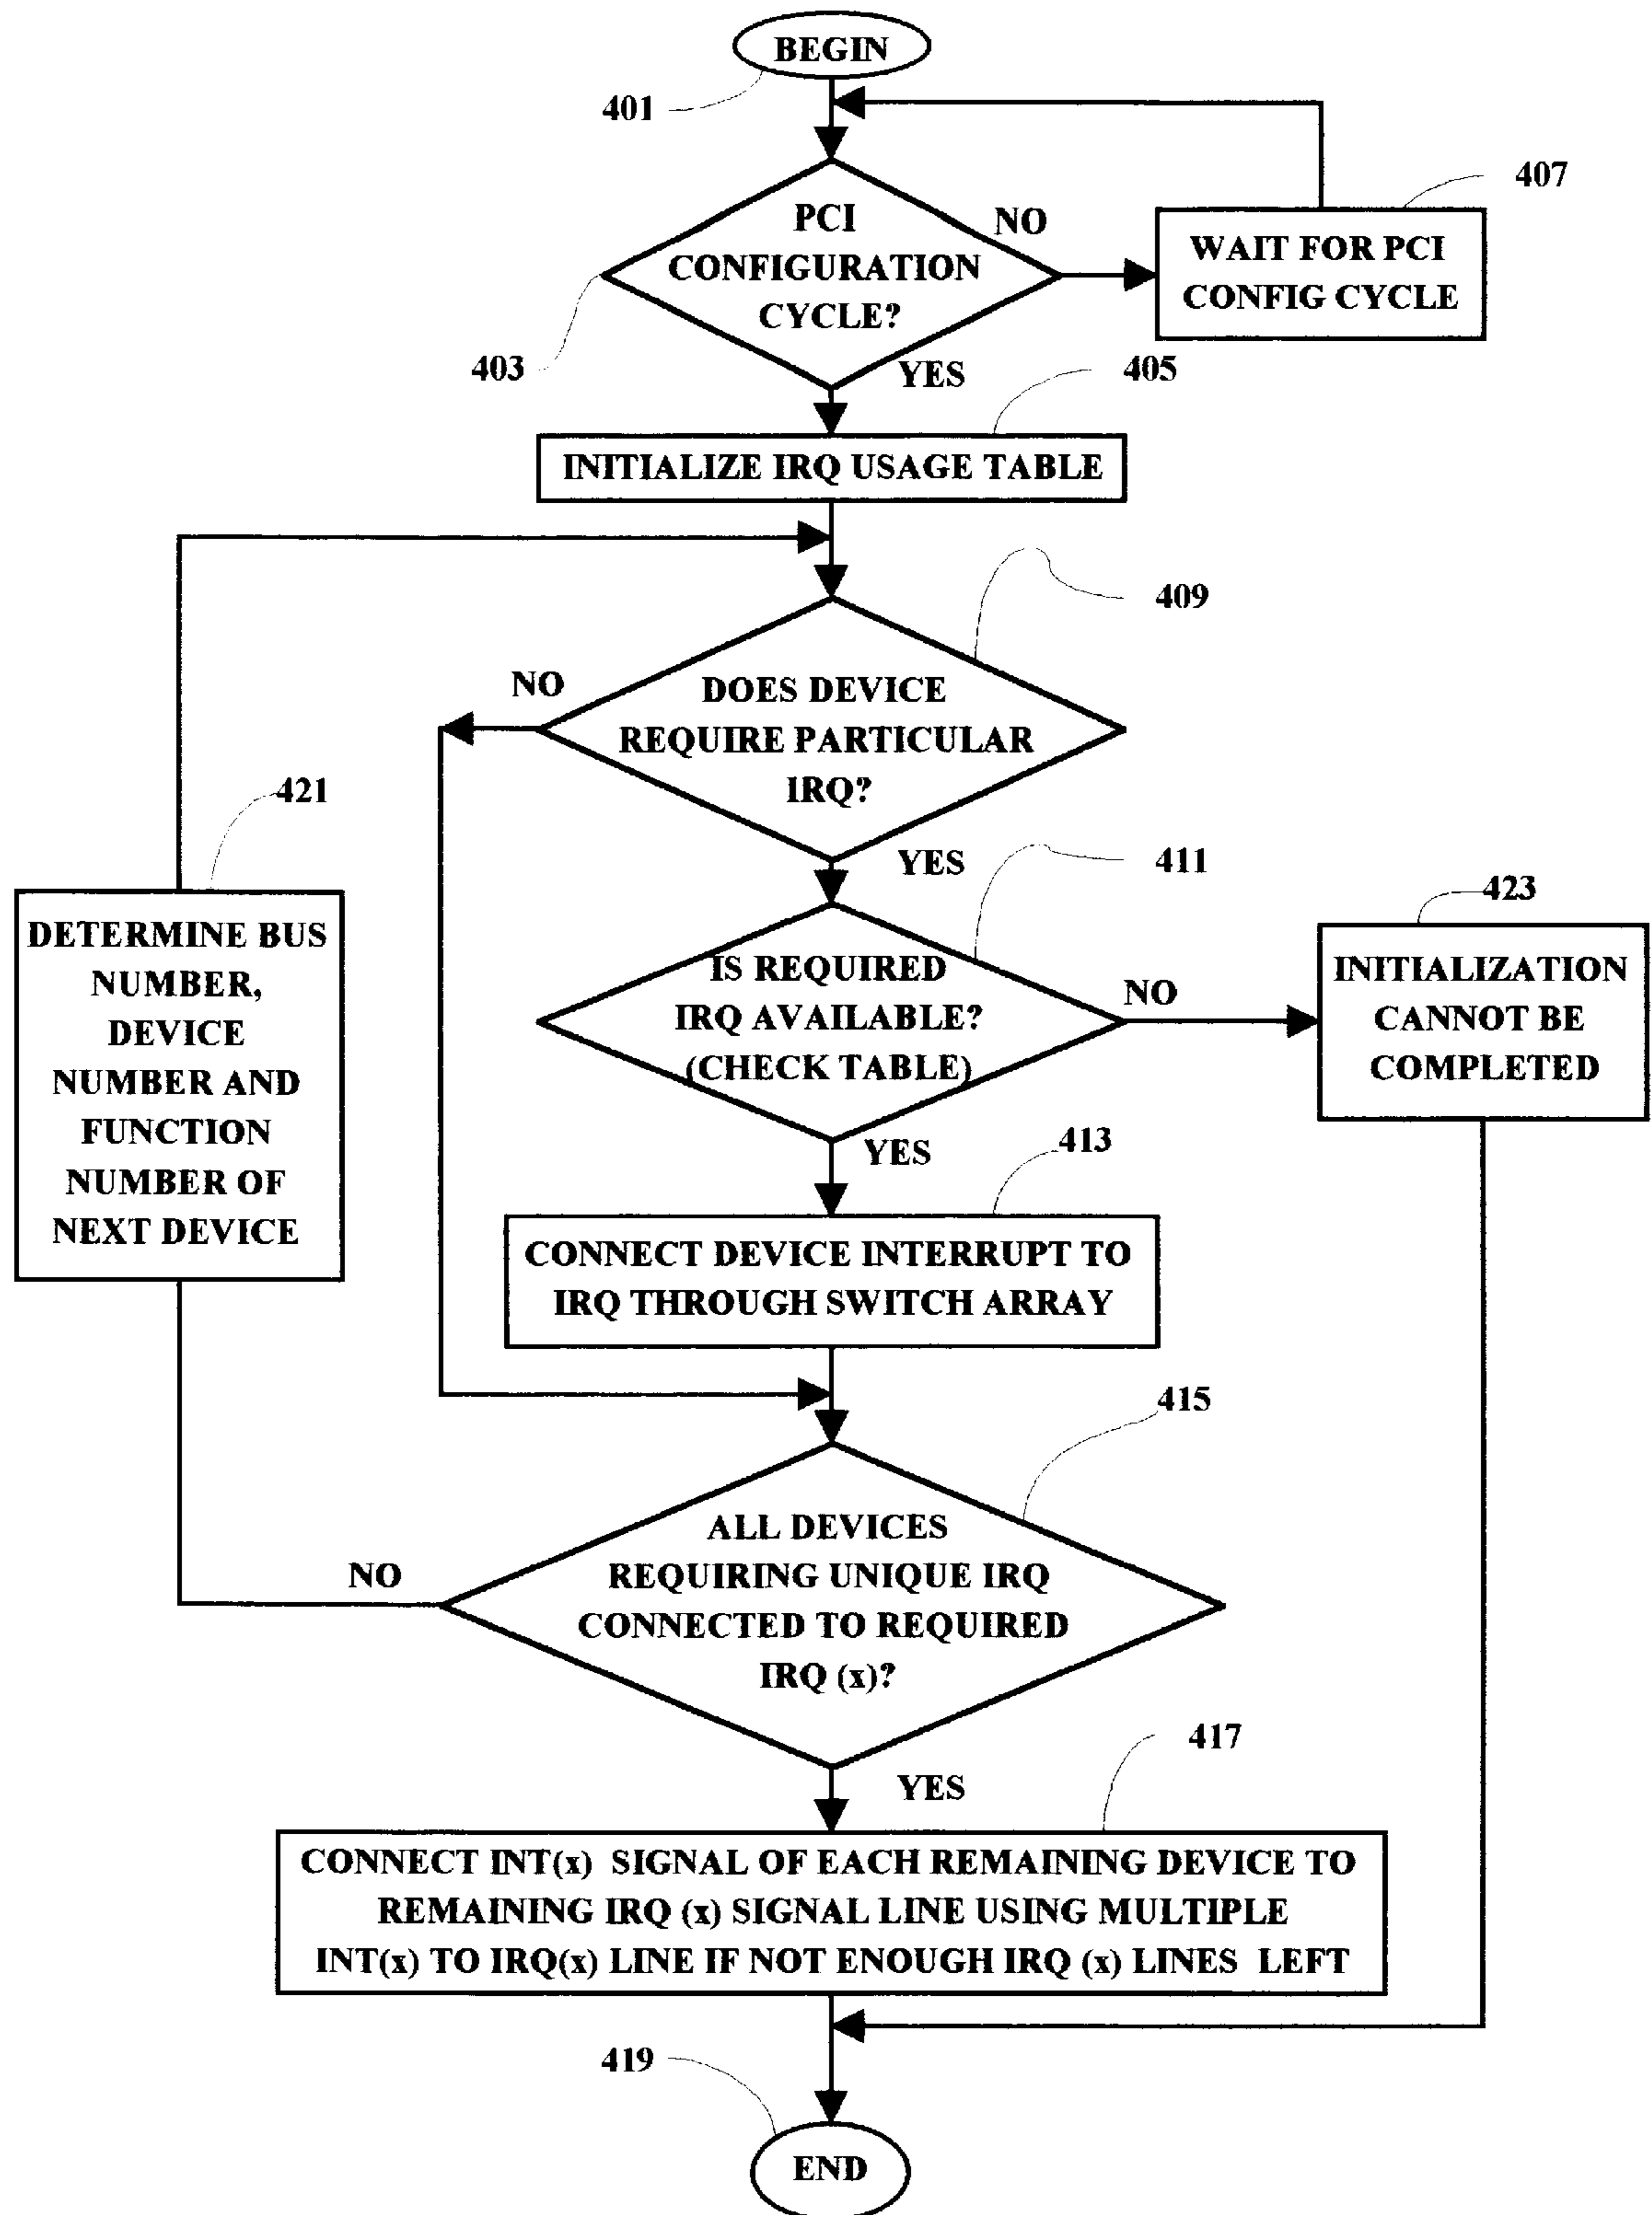 BEGIN
401
407
PCI
CONFIGURATION
CYCLE?
NO
WAIT FOR PCI
CONFIG CYCLE
403
YES
405
INITIALIZE IRQ USAGE TABLE
409
NO
DOES DEVICE
REQUIRE PARTICULAR
IRQ?
421
YES
411
423
DETERMINE BUS
NUMBER,
DEVICE
NUMBER AND
FUNCTION
NUMBER OF
NEXT DEVICE
IS REQUIRED
IRQ AVAILABLE?
(CHECK TABLE)
NO
INITIALIZATION
CANNOT BE
COMPLETED
YES
413
CONNECT DEVICE INTERRUPT TO
IRQ THROUGH SWITCH ARRAY
415
ALL DEVICES
REQUIRING UNIQUE IRQ
CONNECTED TO REQUIRED
IRQ (x)?
NO
417
YES
CONNECT INT(x) SIGNAL OF EACH REMAINING DEVICE TO
REMAINING IRQ (x) SIGNAL LINE USING MULTIPLE
INT(x) TO IRQ(x) LINE IF NOT ENOUGH IRQ (x) LINES LEFT
419
END